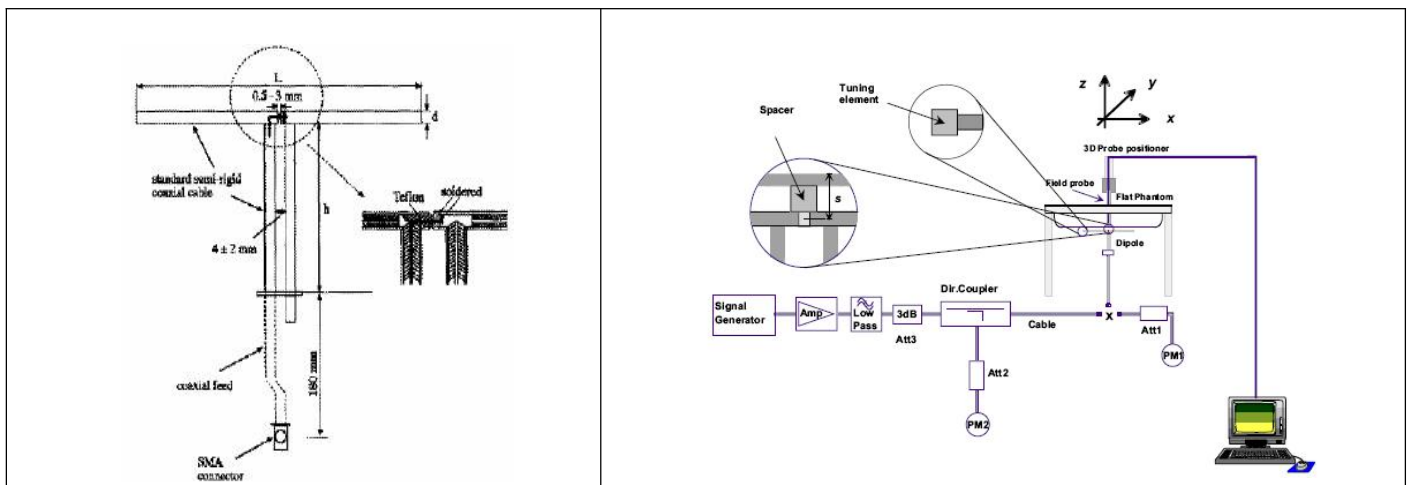 L
0.5–3 mm
d
standard semi-rigid
coaxial cable
h
Teflon
soldered
4 ± 2 mm
coaxial feed
180 mm
SMA
connector
Tuning
element
Spacer
s
z
y
x
3D Probe positioner
Field probe
Flat Phantom
Dipole
Signal
Generator
Amp
Low
Pass
3dB
Att3
Dir.Coupler
Cable
x
Att1
PM1
Att2
PM2